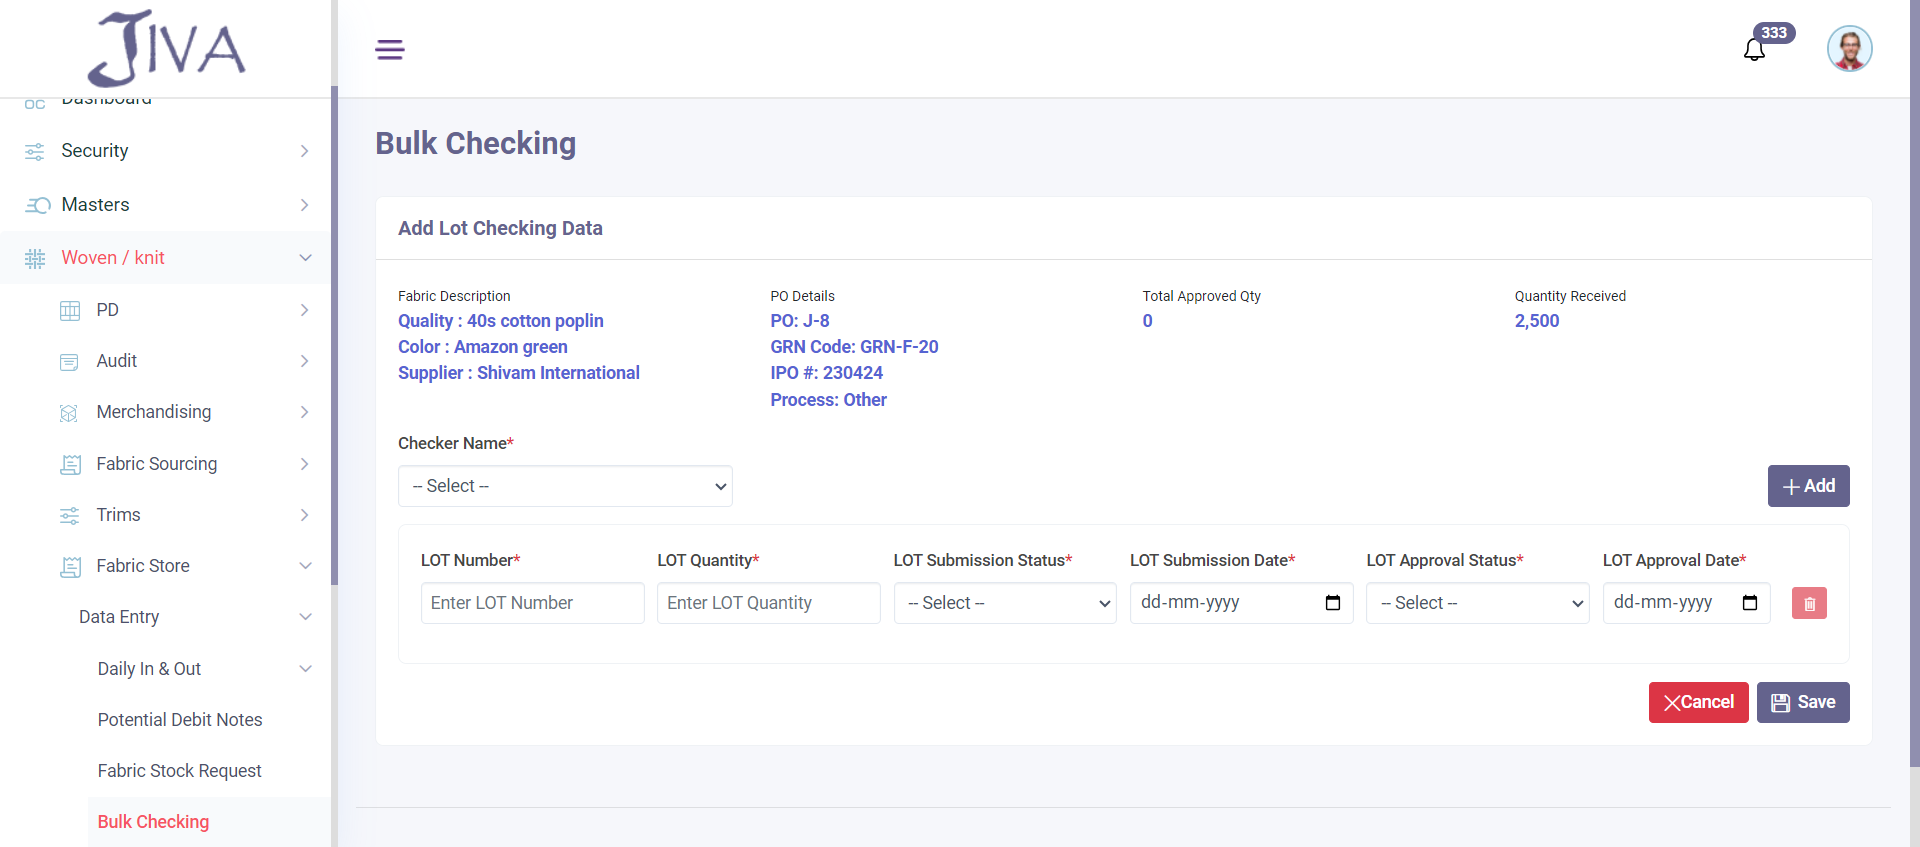 JIVA
333
Dashboard
Security
Masters
Woven / knit
PD
Audit
Merchandising
Fabric Sourcing
Trims
Fabric Store
Data Entry
Daily In & Out
Potential Debit Notes
Fabric Stock Request
Bulk Checking
Bulk Checking
Add Lot Checking Data
Fabric Description
Quality : 40s cotton poplin
Color : Amazon green
Supplier : Shivam International
PO Details
PO: J-8
GRN Code: GRN-F-20
IPO #: 230424
Process: Other
Total Approved Qty
0
Quantity Received
2,500
Checker Name*
-- Select --
Add
LOT Number*
Enter LOT Number
LOT Quantity*
Enter LOT Quantity
LOT Submission Status*
-- Select --
LOT Submission Date*
dd-mm-yyyy
LOT Approval Status*
-- Select --
LOT Approval Date*
dd-mm-yyyy
Cancel
Save